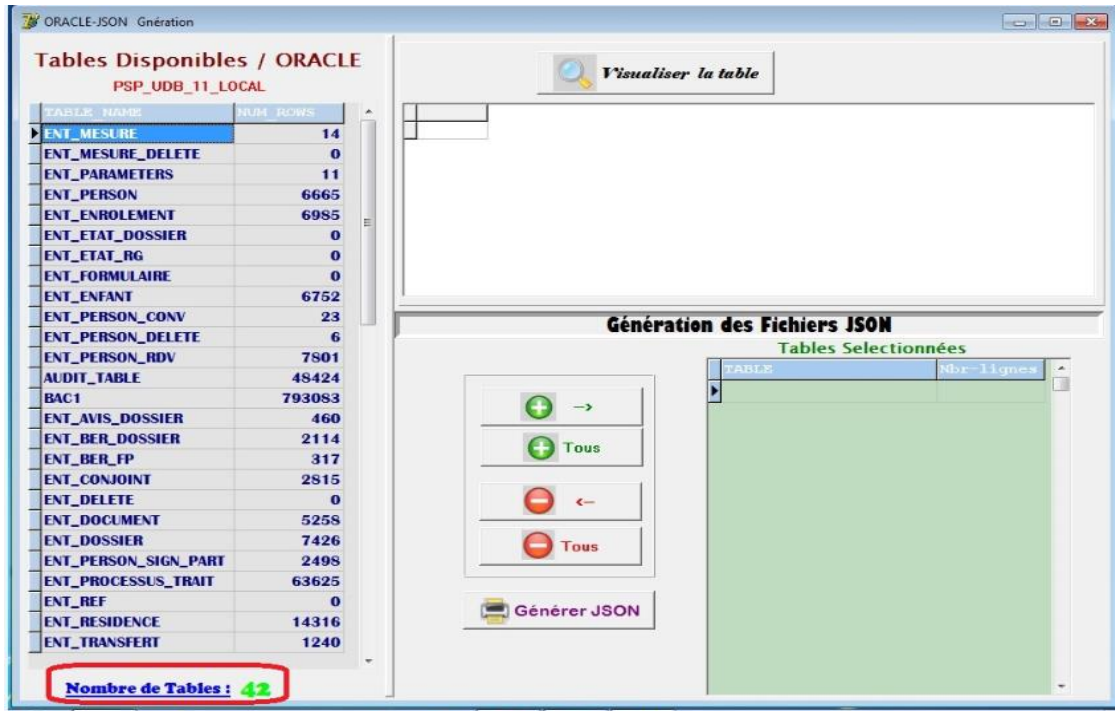 ORACLE-JSON Gnération
Tables Disponibles / ORACLE
PSP_UDB_11_LOCAL
TABLE_NAME NUM_ROWS
ENT_MESURE 14
ENT_MESURE_DELETE 0
ENT_PARAMETERS 11
ENT_PERSON 6665
ENT_ENROLEMENT 6985
ENT_ETAT_DOSSIER 0
ENT_ETAT_RG 0
ENT_FORMULAIRE 0
ENT_ENFANT 6752
ENT_PERSON_CONV 23
ENT_PERSON_DELETE 6
ENT_PERSON_RDV 7801
AUDIT_TABLE 48424
BAC1 793083
ENT_AVIS_DOSSIER 460
ENT_BER_DOSSIER 2114
ENT_BER_FP 317
ENT_CONJOINT 2815
ENT_DELETE 0
ENT_DOCUMENT 5258
ENT_DOSSIER 7426
ENT_PERSON_SIGN_PART 2498
ENT_PROCESSUS_TRAIT 63625
ENT_REF 0
ENT_RESIDENCE 14316
ENT_TRANSFERT 1240
Nombre de Tables : 42
Visualiser la table
Génération des Fichiers JSON
Tables Selectionnées
TABLE Nbr-lignes
–>
Tous
<–
Tous
Générer JSON